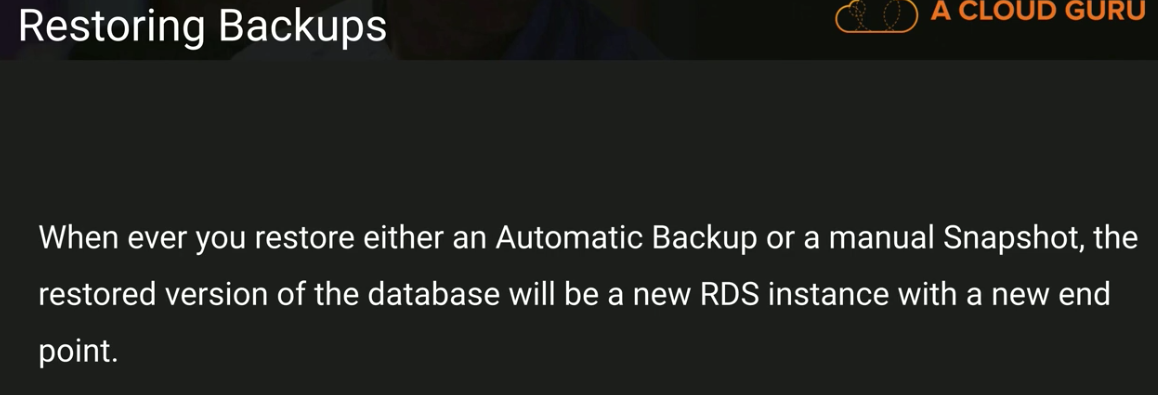 Restoring Backups
A CLOUD GURU
When ever you restore either an Automatic Backup or a manual Snapshot, the
restored version of the database will be a new RDS instance with a new end
point.